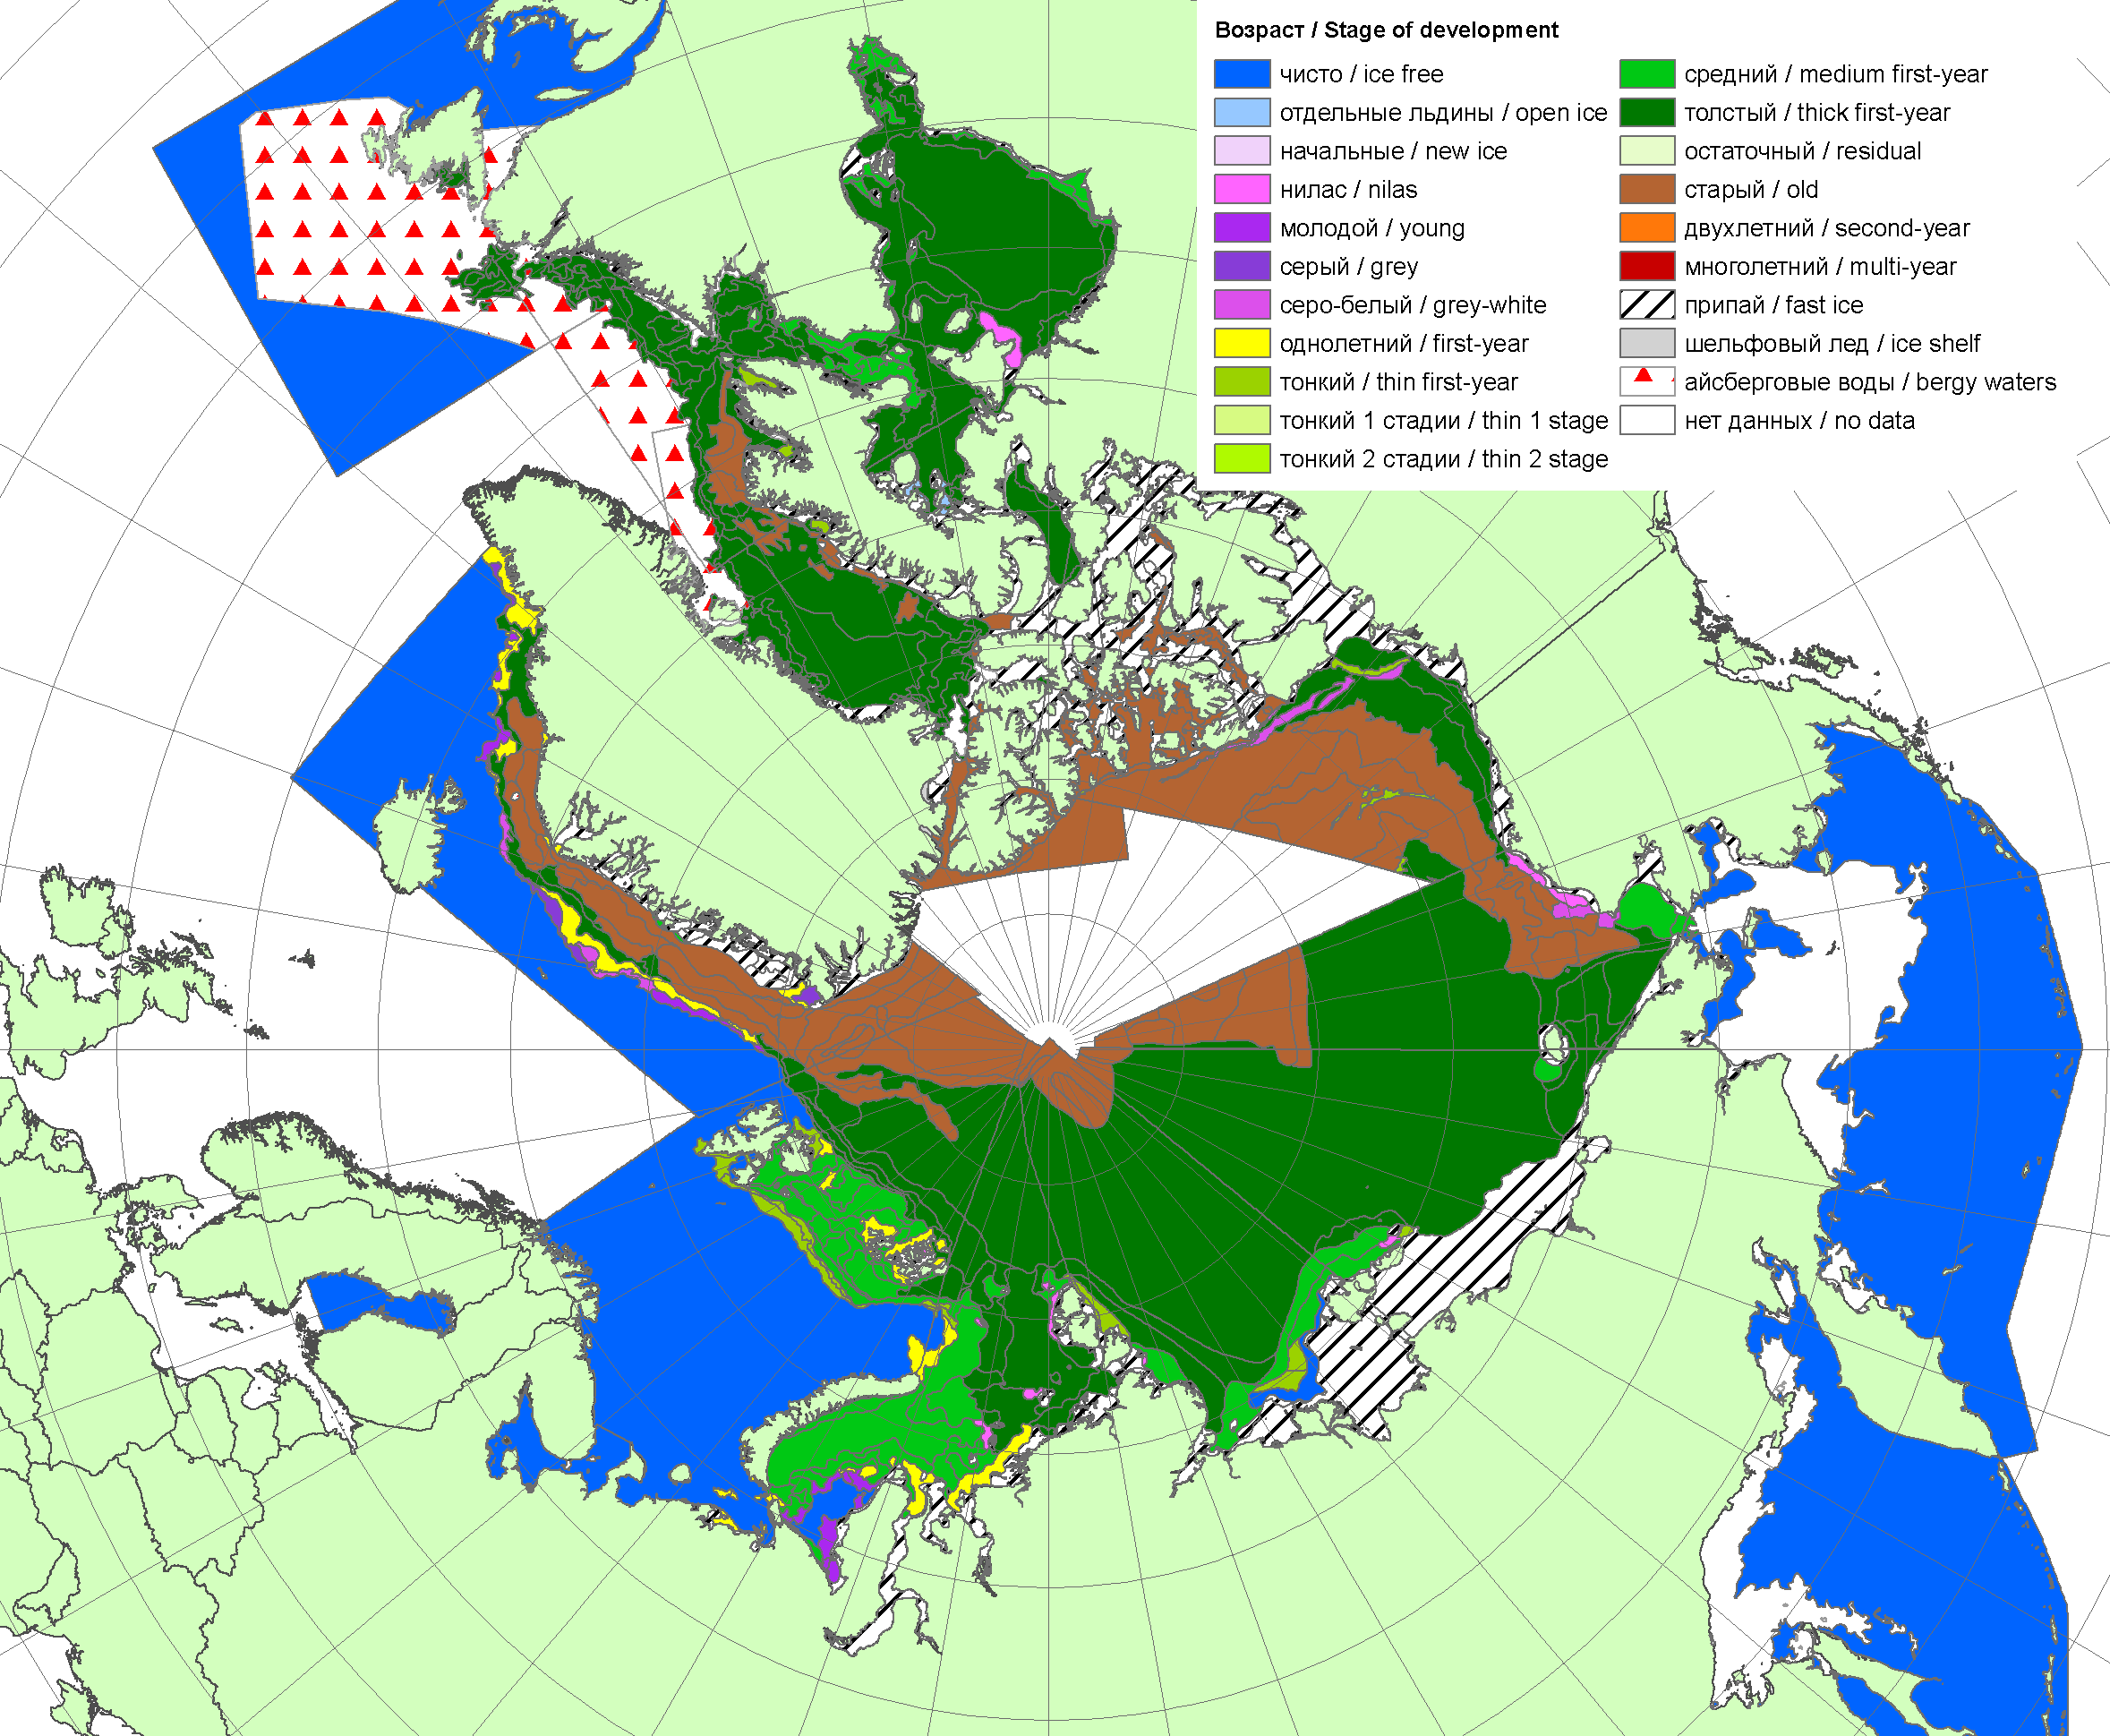 Возраст / Stage of development
чисто / ice free
отдельные льдины / open ice
начальные / new ice
нилас / nilas
молодой / young
серый / grey
серо-белый / grey-white
однолетний / first-year
тонкий / thin first-year
тонкий 1 стадии / thin 1 stage
тонкий 2 стадии / thin 2 stage
средний / medium first-year
толстый / thick first-year
остаточный / residual
старый / old
двухлетний / second-year
многолетний / multi-year
припай / fast ice
шельфовый лед / ice shelf
айсберговые воды / bergy waters
нет данных / no data